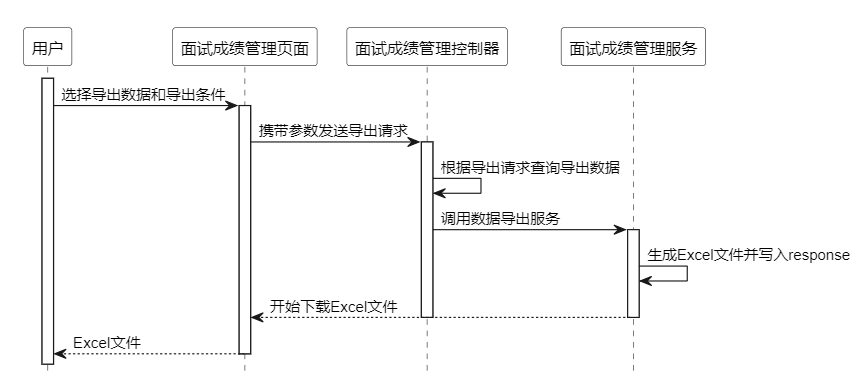 用户
面试成绩管理页面
面试成绩管理控制器
面试成绩管理服务
选择导出数据和导出条件
携带参数发送导出请求
根据导出请求查询导出数据
调用数据导出服务
生成Excel文件并写入response
开始下载Excel文件
Excel文件